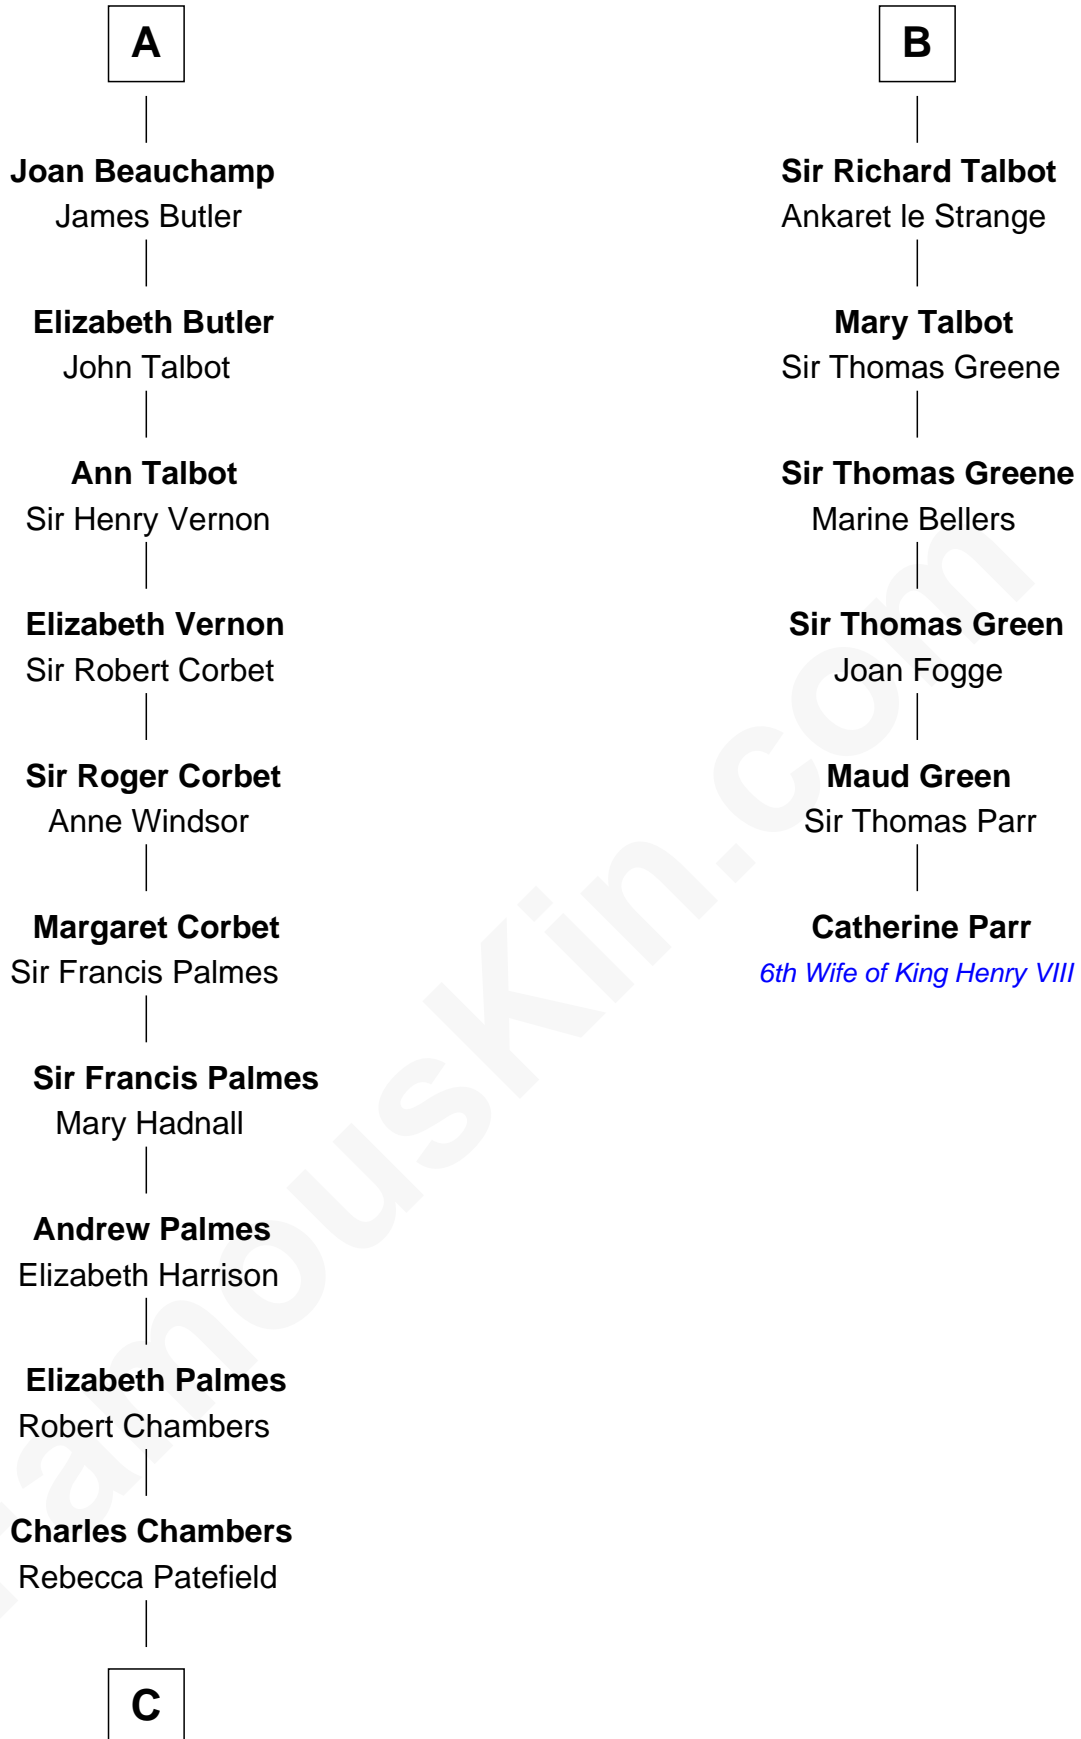 A
Joan Beauchamp
James Butler
Elizabeth Butler
John Talbot
Ann Talbot
Sir Henry Vernon
Elizabeth Vernon
Sir Robert Corbet
Sir Roger Corbet
Anne Windsor
Margaret Corbet
Sir Francis Palmes
Sir Francis Palmes
Mary Hadnall
Andrew Palmes
Elizabeth Harrison
Elizabeth Palmes
Robert Chambers
Charles Chambers
Rebecca Patefield
C
B
Sir Richard Talbot
Ankaret le Strange
Mary Talbot
Sir Thomas Greene
Sir Thomas Greene
Marine Bellers
Sir Thomas Green
Joan Fogge
Maud Green
Sir Thomas Parr
Catherine Parr
6th Wife of King Henry VIII
FamousKin.com